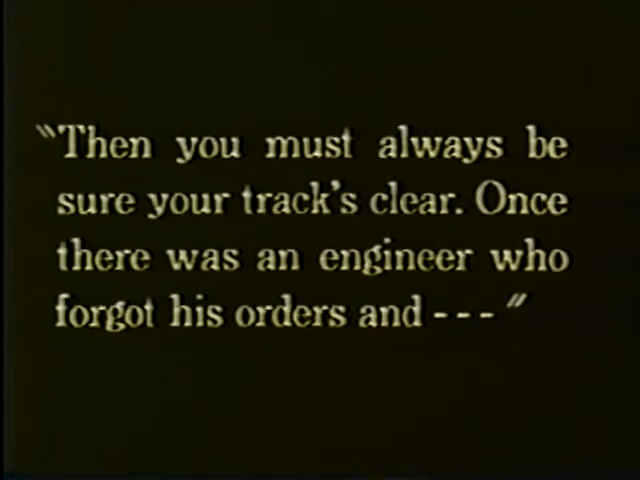 "Then you must always be
sure your track's clear. Once
there was an engineer who
forgot his orders and - - - "